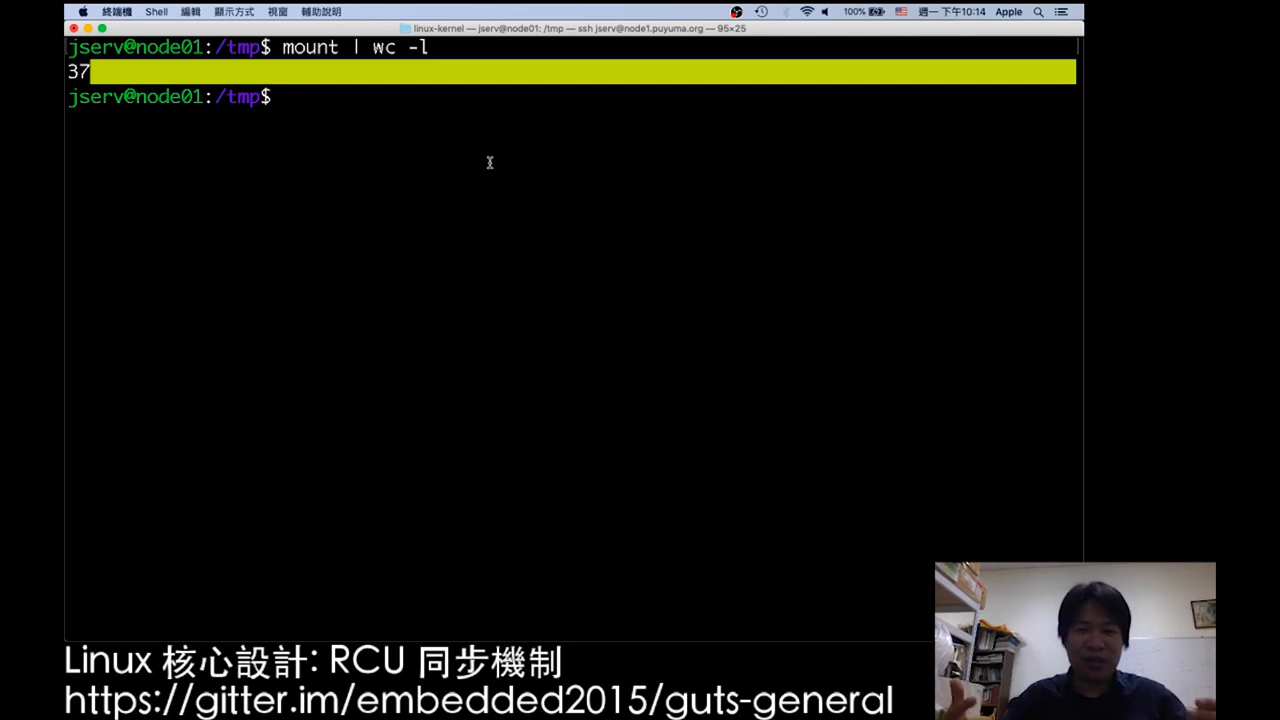 終端機 Shell 編輯 顯示方式 視窗 輔助說明 100% 週一 下午10:14 Apple
linux-kernel — jserv@node01: /tmp — ssh jserv@node1.puyuma.org — 95×25
jserv@node01:/tmp$ mount | wc -l
37
jserv@node01:/tmp$
Linux 核心設計: RCU 同步機制
https://gitter.im/embedded2015/guts-general